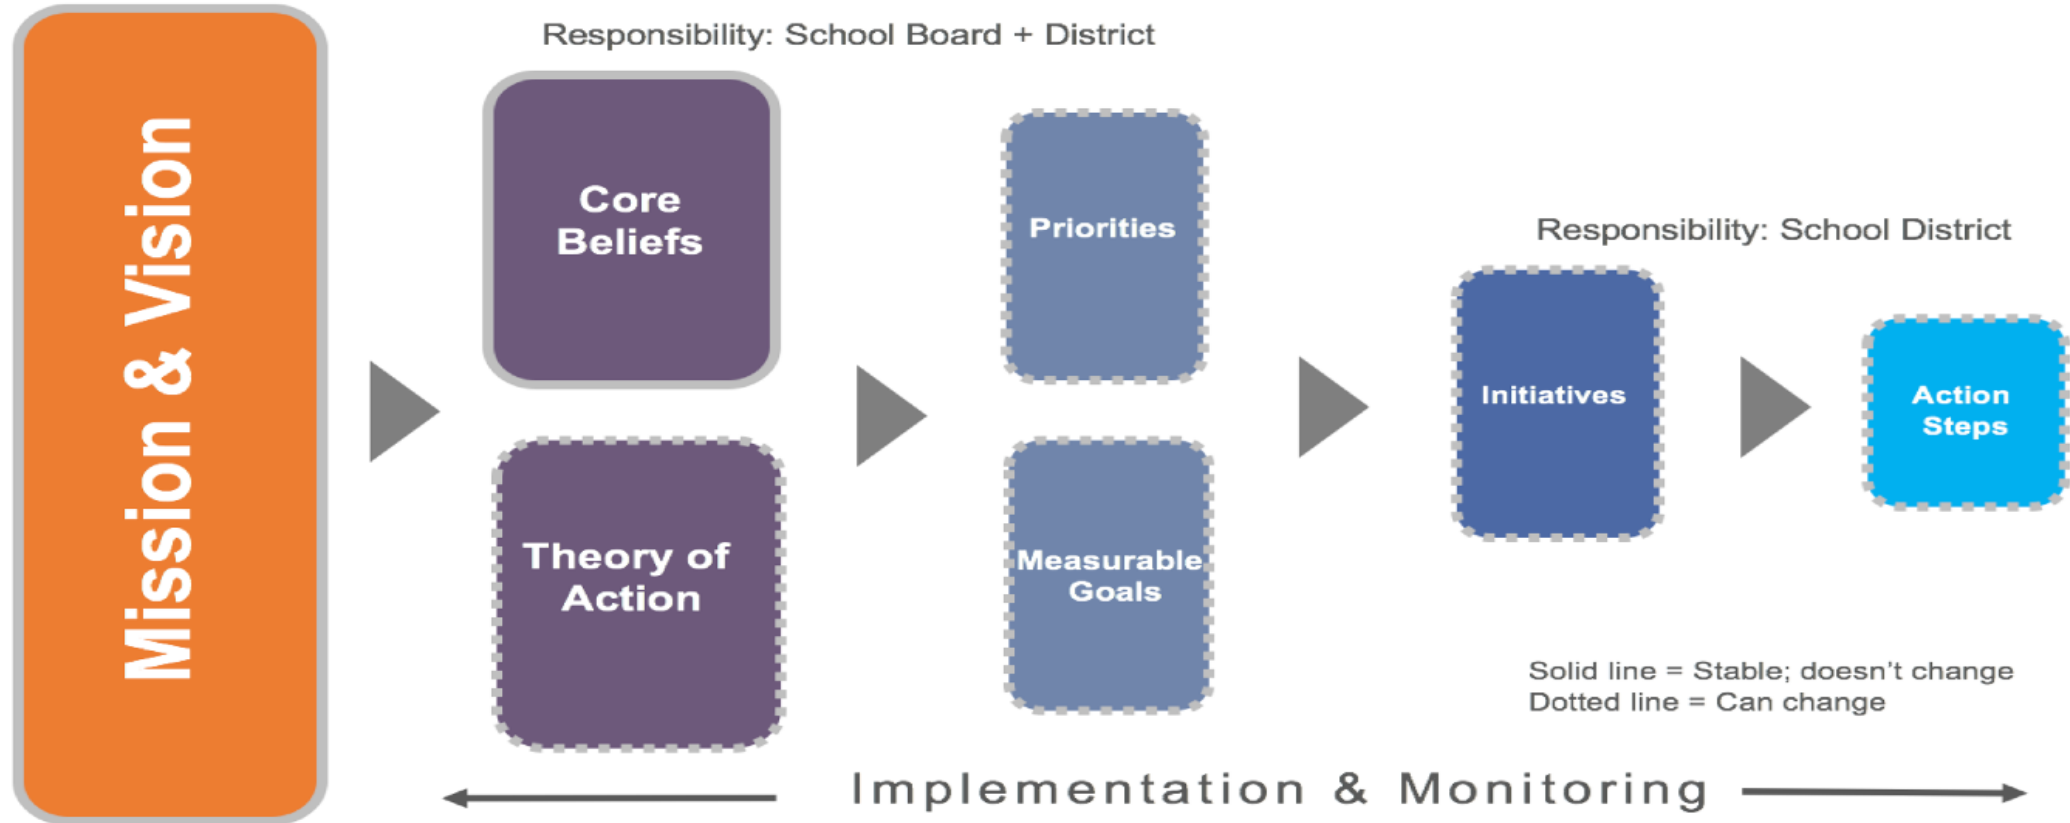 Mission & Vision
Responsibility: School Board + District
Core
Beliefs
Theory of
Action
Priorities
Measurable
Goals
Responsibility: School District
Initiatives
Action
Steps
Solid line = Stable; doesn't change
Dotted line = Can change
Implementation & Monitoring